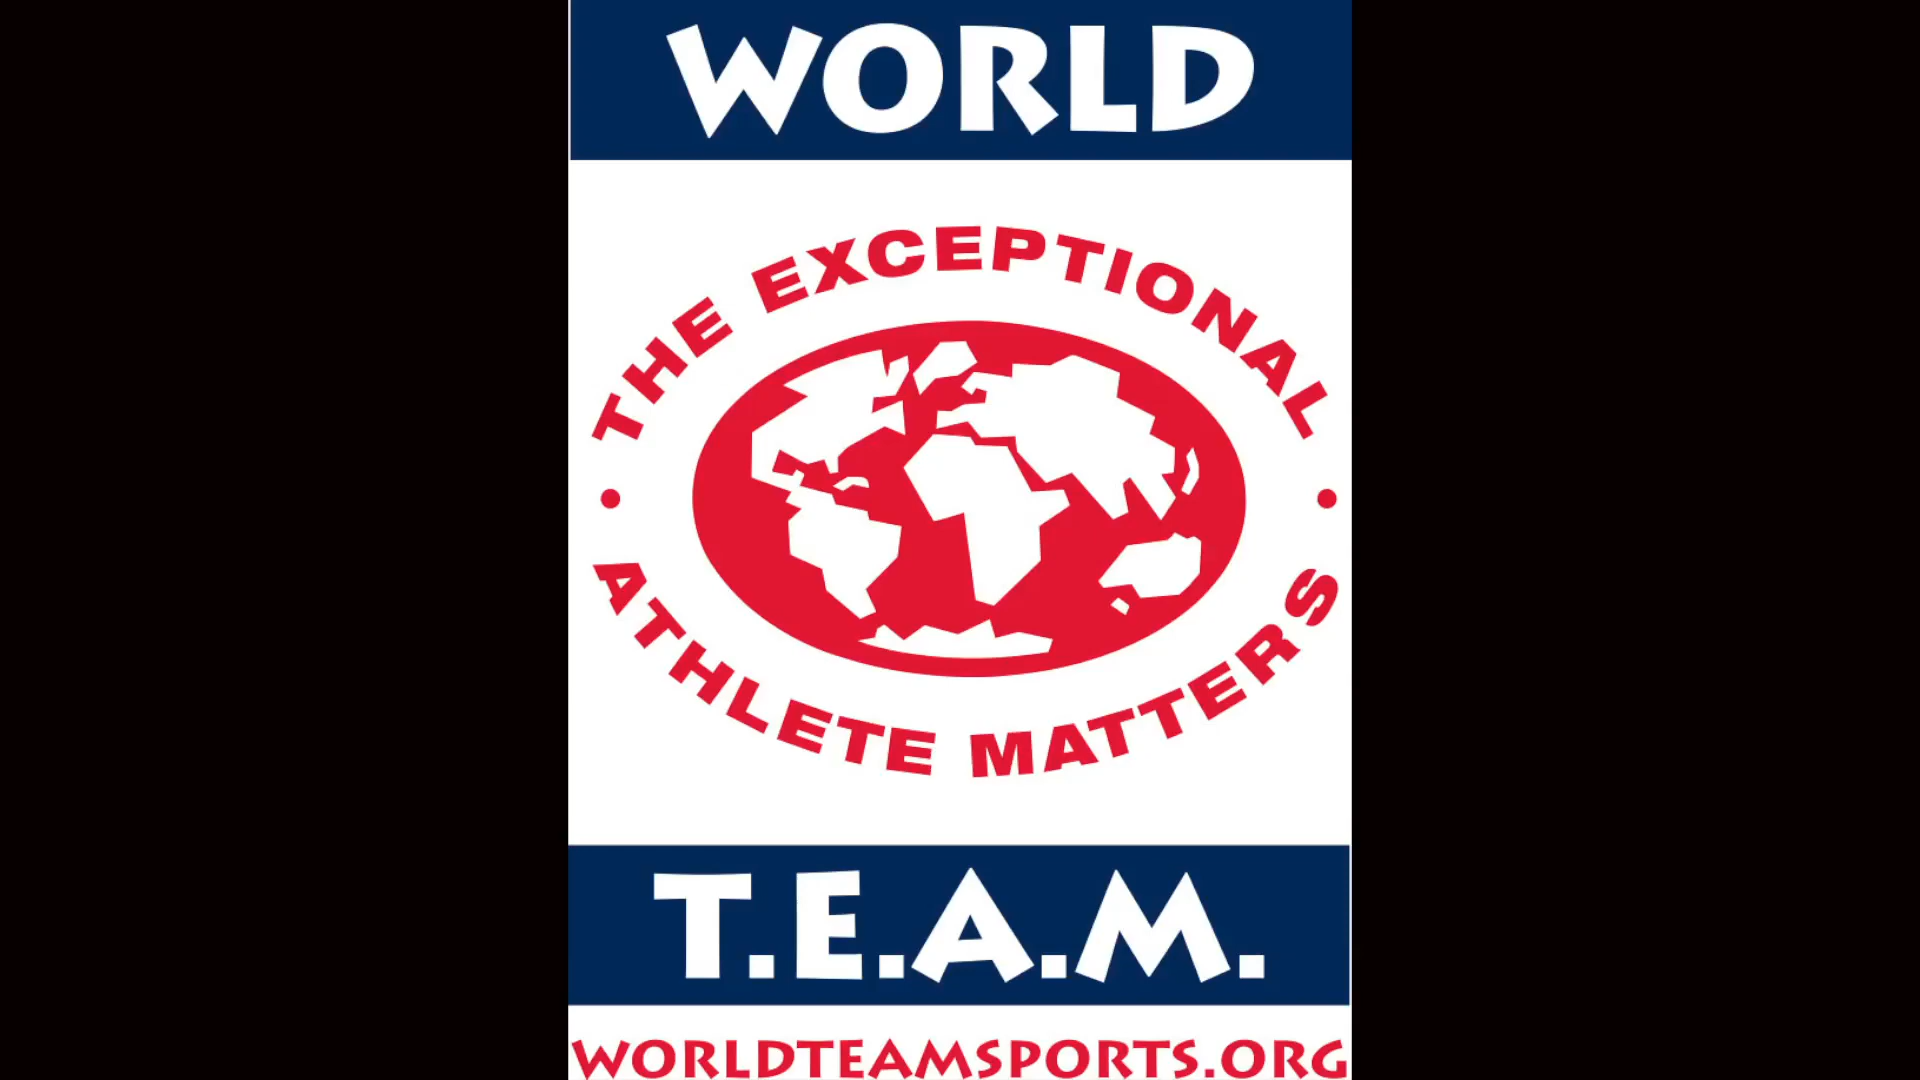 WORLD
THE EXCEPTIONAL
• ATHLETE MATTERS •
T.E.A.M.
WORLDTEAMSPORTS.ORG